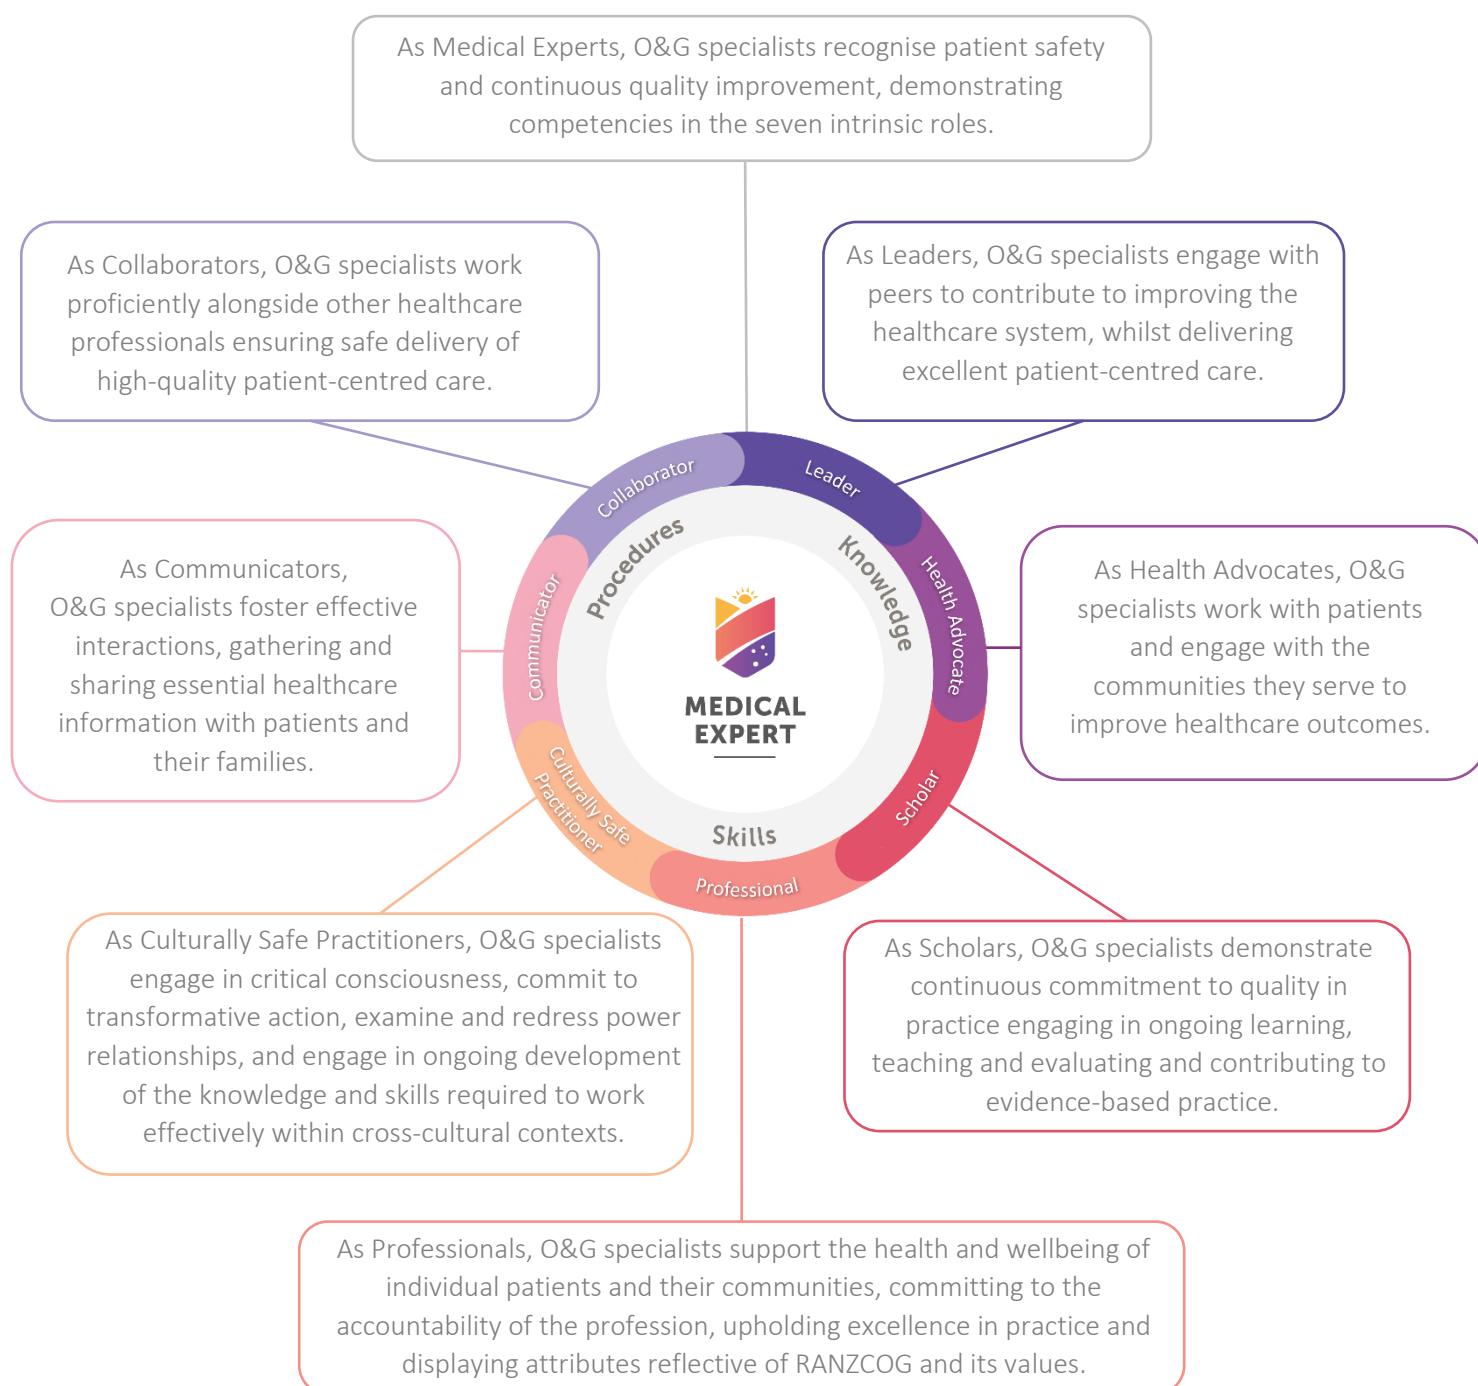 As Medical Experts, O&G specialists recognise patient safety
and continuous quality improvement, demonstrating
competencies in the seven intrinsic roles.
As Collaborators, O&G specialists work
proficiently alongside other healthcare
professionals ensuring safe delivery of
high-quality patient-centred care.
As Leaders, O&G specialists engage with
peers to contribute to improving the
healthcare system, whilst delivering
excellent patient-centred care.
Collaborator
Leader
Procedures
Knowledge
Communicator
Health Advocate
MEDICAL
EXPERT
Skills
Culturally Safe
Practitioner
Professional
Scholar
As Communicators,
O&G specialists foster effective
interactions, gathering and
sharing essential healthcare
information with patients and
their families.
As Health Advocates, O&G
specialists work with patients
and engage with the
communities they serve to
improve healthcare outcomes.
As Culturally Safe Practitioners, O&G specialists
engage in critical consciousness, commit to
transformative action, examine and redress power
relationships, and engage in ongoing development
of the knowledge and skills required to work
effectively within cross-cultural contexts.
As Scholars, O&G specialists demonstrate
continuous commitment to quality in
practice engaging in ongoing learning,
teaching and evaluating and contributing to
evidence-based practice.
As Professionals, O&G specialists support the health and wellbeing of
individual patients and their communities, committing to the
accountability of the profession, upholding excellence in practice and
displaying attributes reflective of RANZCOG and its values.